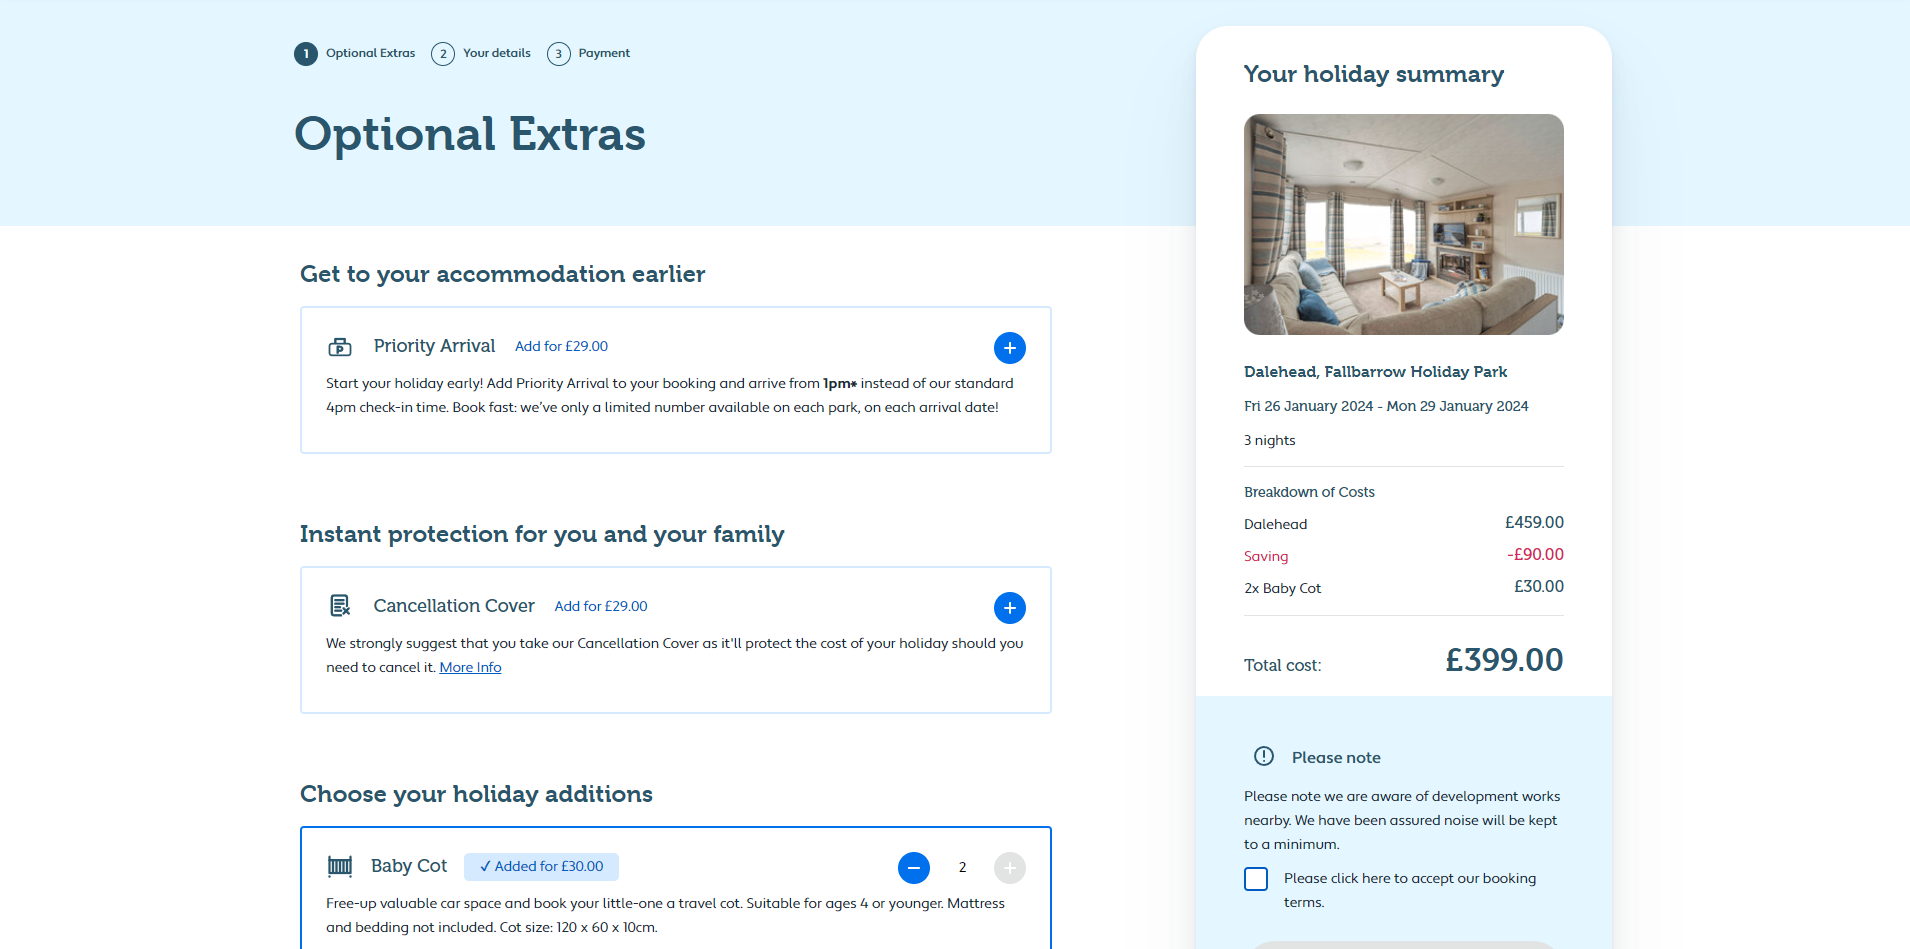 1 Optional Extras 2 Your details 3 Payment
Optional Extras
Get to your accommodation earlier
P Priority Arrival Add for £29.00
Start your holiday early! Add Priority Arrival to your booking and arrive from 1pm* instead of our standard
4pm check-in time. Book fast: we've only a limited number available on each park, on each arrival date!
Instant protection for you and your family
Cancellation Cover Add for £29.00
We strongly suggest that you take our Cancellation Cover as it'll protect the cost of your holiday should you
need to cancel it. More Info
Choose your holiday additions
Baby Cot ✓ Added for £30.00 2
Free-up valuable car space and book your little-one a travel cot. Suitable for ages 4 or younger. Mattress
and bedding not included. Cot size: 120 x 60 x 10cm.
Your holiday summary
Dalehead, Fallbarrow Holiday Park
Fri 26 January 2024 - Mon 29 January 2024
3 nights
Breakdown of Costs
Dalehead £459.00
Saving -£90.00
2x Baby Cot £30.00
Total cost: £399.00
Please note
Please note we are aware of development works
nearby. We have been assured noise will be kept
to a minimum.
Please click here to accept our booking
terms.